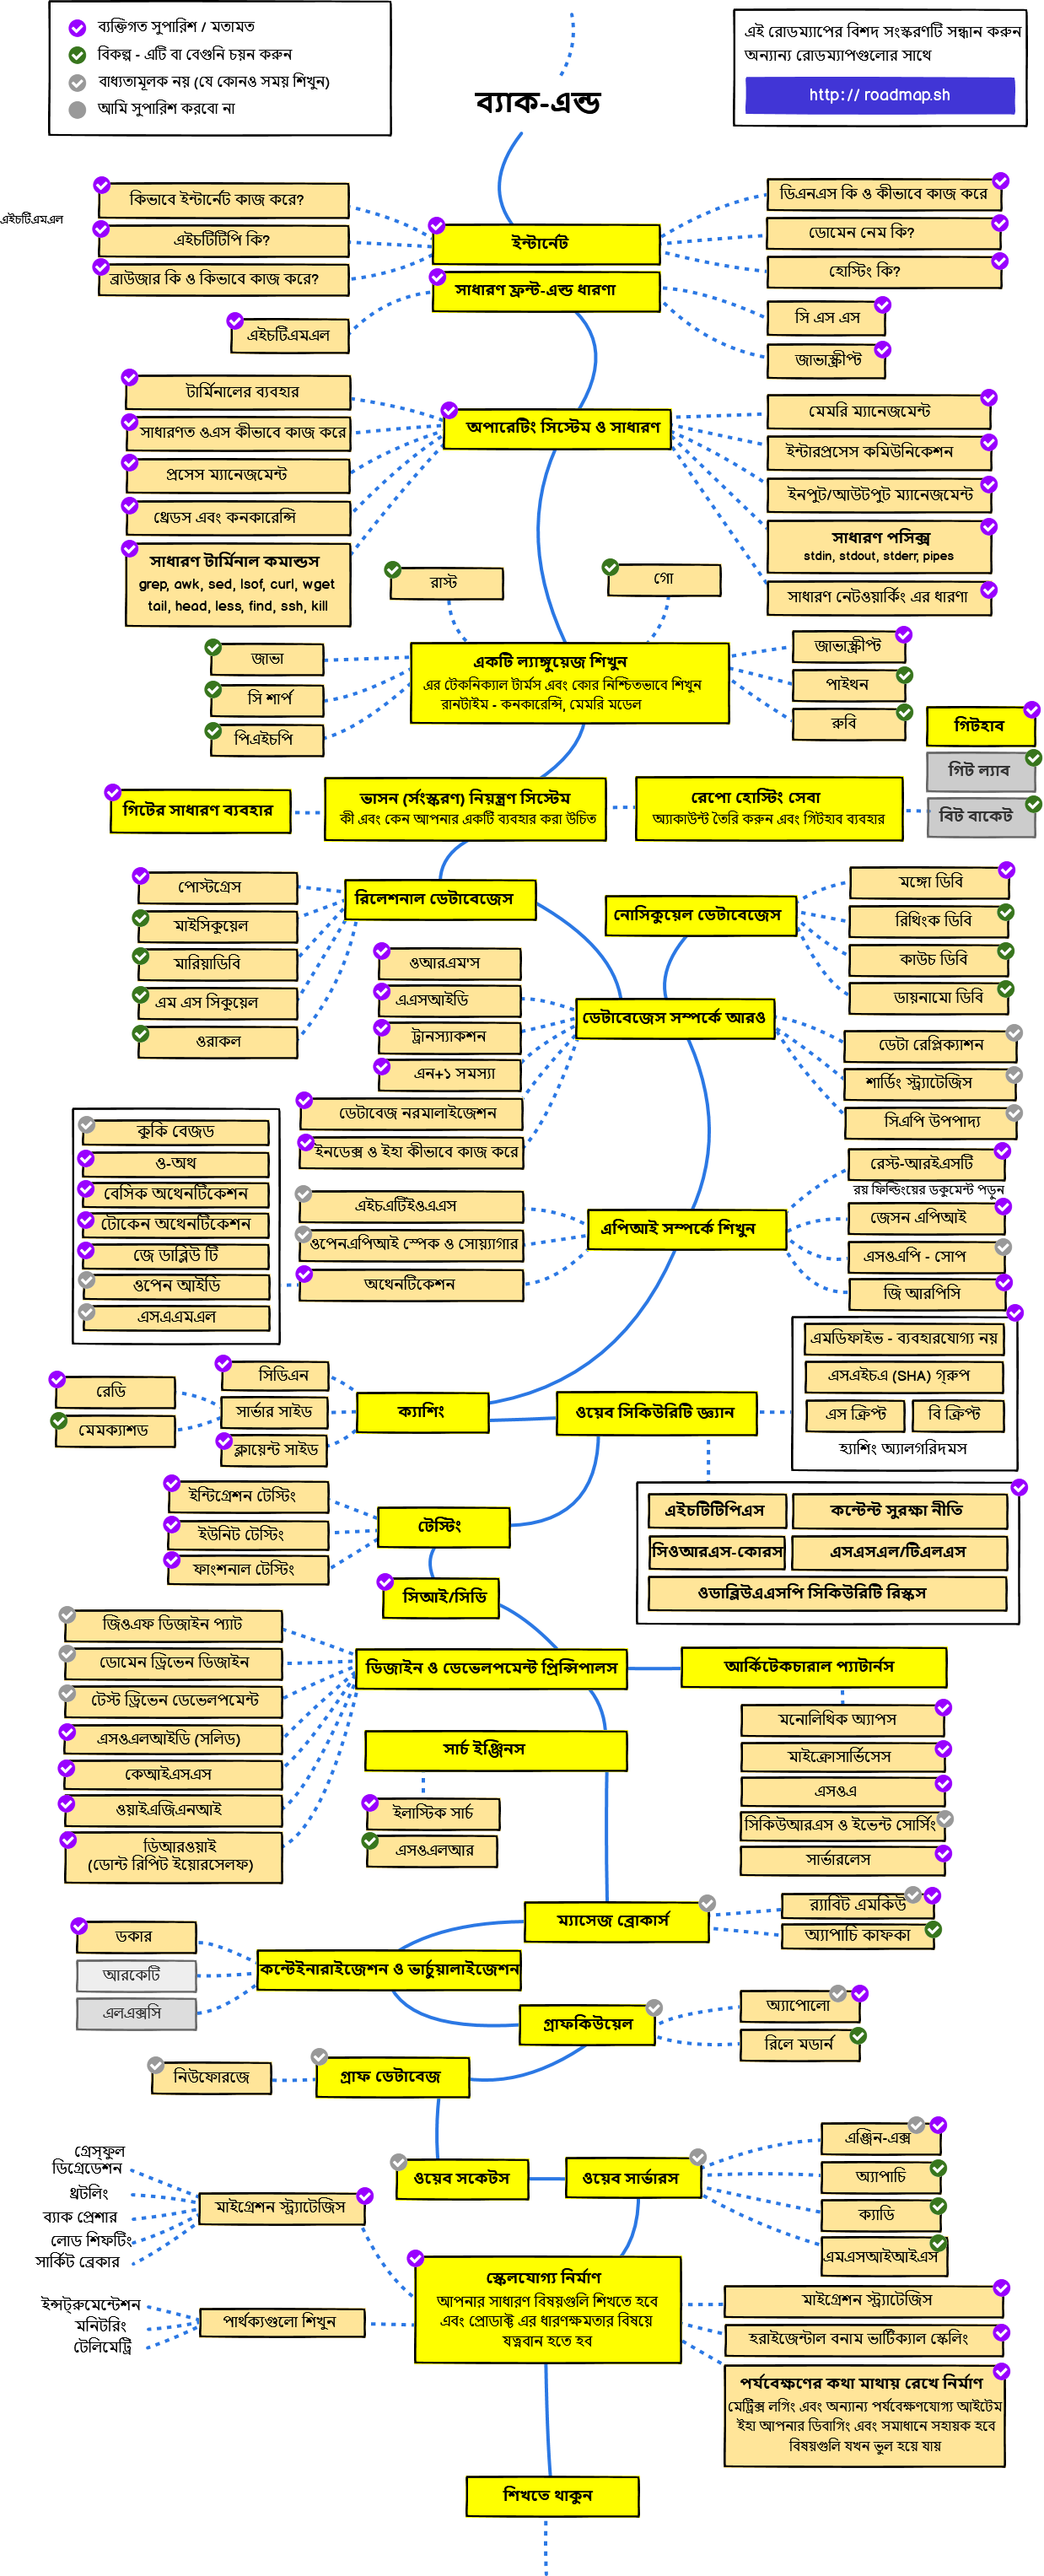 ব্যক্তিগত সুপারিশ / মতামত
বিকল্প - এটি বা বেগুনি চয়ন করুন
বাধ্যতামূলক নয় (যে কোনও সময় শিখুন)
আমি সুপারিশ করবো না
ব্যাক-এন্ড
এই রোডম্যাপের বিশদ সংস্করণটি সন্ধান করুন
অন্যান্য রোডম্যাপগুলোর সাথে
http:// roadmap.sh
এইচটিএমএল
কিভাবে ইন্টার্নেট কাজ করে?
এইচটিটিপি কি?
ব্রাউজার কি ও কিভাবে কাজ করে?
ইন্টার্নেট
ডিএনএস কি ও কীভাবে কাজ করে
ডোমেন নেম কি?
হোস্টিং কি?
সাধারণ ফ্রন্ট-এন্ড ধারণা
এইচটিএমএল
সি এস এস
জাভাস্ক্রীপ্ট
টার্মিনালের ব্যবহার
সাধারণত ওএস কীভাবে কাজ করে
প্রসেস ম্যানেজমেন্ট
থ্রেডস এবং কনকারেন্সি
সাধারণ টার্মিনাল কমান্ডস
grep, awk, sed, lsof, curl, wget
tail, head, less, find, ssh, kill
অপারেটিং সিস্টেম ও সাধারণ
মেমরি ম্যানেজমেন্ট
ইন্টারপ্রসেস কমিউনিকেশন
ইনপুট/আউটপুট ম্যানেজমেন্ট
সাধারণ পসিক্স
stdin, stdout, stderr, pipes
সাধারণ নেটওয়ার্কিং এর ধারণা
রাস্ট
গো
জাভা
সি শার্প
পিএইচপি
একটি ল্যাঙ্গুয়েজ শিখুন
এর টেকনিক্যাল টার্মস এবং কোর নিশ্চিতভাবে শিখুন
রানটাইম - কনকারেন্সি, মেমরি মডেল
জাভাস্ক্রীপ্ট
পাইথন
রুবি
গিটহাব
গিট ল্যাব
বিট বাকেট
গিটের সাধারণ ব্যবহার
ভার্সন (সংস্করণ) নিয়ন্ত্রণ সিস্টেম
কী এবং কেন আপনার একটি ব্যবহার করা উচিত
রেপো হোস্টিং সেবা
অ্যাকাউন্ট তৈরি করুন এবং গিটহাব ব্যবহার
পোস্টগ্রেস
মাইসিকুয়েল
মারিয়াডিবি
এম এস সিকুয়েল
ওরাকল
রিলেশনাল ডেটাবেজেস
নোসিকুয়েল ডেটাবেজেস
মঙ্গো ডিবি
রিথিংক ডিবি
কাউচ ডিবি
ডায়নামো ডিবি
ওআরএম'স
এএসআইডি
ট্রানস্যাকশন
এন+১ সমস্যা
ডেটাবেজ নরমালাইজেশন
ইনডেক্স ও ইহা কীভাবে কাজ করে
ডেটাবেজেস সম্পর্কে আরও
ডেটা রেপ্লিক্যাশন
শার্ডিং স্ট্র্যাটেজিস
সিএপি উপপাদ্য
কুকি বেজড
ও-অথ
বেসিক অথেনটিকেশন
টোকেন অথেনটিকেশন
জে ডাব্লিউ টি
ওপেন আইডি
এসএএমএল
এইচএটিইওএএস
ওপেনএপিআই স্পেক ও সোয়্যাগার
অথেনটিকেশন
এপিআই সম্পর্কে শিখুন
রেস্ট-আরইএসটি
রয় ফিল্ডিংয়ের ডকুমেন্ট পড়ুন
জেসন এপিআই
এসওএপি - সোপ
জি আরপিসি
রেডি
মেমক্যাশড
সিডিএন
সার্ভার সাইড
ক্লায়েন্ট সাইড
ক্যাশিং
ওয়েব সিকিউরিটি জ্ঞ্যান
এমডিফাইভ - ব্যবহারযোগ্য নয়
এসএইচএ (SHA) গ্রুপ
এস ক্রিপ্ট
বি ক্রিপ্ট
হ্যাশিং অ্যালগরিদমস
ইন্টিগ্রেশন টেস্টিং
ইউনিট টেস্টিং
ফাংশনাল টেস্টিং
টেস্টিং
এইচটিটিপিএস
কন্টেন্ট সুরক্ষা নীতি
সিওআরএস-কোরস
এসএসএল/টিএলএস
ওডাব্লিউএএসপি সিকিউরিটি রিস্কস
সিআই/সিডি
জিওএফ ডিজাইন প্যাট
ডোমেন ড্রিভেন ডিজাইন
টেস্ট ড্রিভেন ডেভেলপমেন্ট
এসওএলআইডি (সলিড)
কেআইএসএস
ওয়াইএজিএনআই
ডিআরওয়াই
(ডোন্ট রিপিট ইয়োরসেলফ)
ডিজাইন ও ডেভেলপমেন্ট প্রিন্সিপালস
আর্কিটেকচারাল প্যাটার্নস
মনোলিথিক অ্যাপস
মাইক্রোসার্ভিসেস
এসওএ
সিকিউআরএস ও ইভেন্ট সোর্সিং
সার্ভারলেস
সার্চ ইঞ্জিনস
ইলাস্টিক সার্চ
এসওএলআর
ম্যাসেজ ব্রোকার্স
র‍্যাবিট এমকিউ
অ্যাপাচি কাফকা
ডকার
আরকেটি
এলএক্সসি
কন্টেইনারাইজেশন ও ভার্চুয়ালাইজেশন
গ্রাফকিউয়েল
অ্যাপোলো
রিলে মডার্ন
নিউফোরজে
গ্রাফ ডেটাবেজ
ওয়েব সকেটস
ওয়েব সার্ভারস
এঞ্জিন-এক্স
অ্যাপাচি
ক্যাডি
এমএসআইআইএস
গ্রেস্ফুল
ডিগ্রেডেশন
থ্রটলিং
ব্যাক প্রেশার
লোড শিফটিং
সার্কিট ব্রেকার
মাইগ্রেশন স্ট্র্যাটেজিস
স্কেলযোগ্য নির্মাণ
আপনার সাধারণ বিষয়গুলি শিখতে হবে
এবং প্রোডাক্ট এর ধারণক্ষমতার বিষয়ে
যত্নবান হতে হব
ইন্সট্রুমেন্টেশন
মনিটরিং
টেলিমেট্রি
পার্থক্যগুলো শিখুন
মাইগ্রেশন স্ট্র্যাটেজিস
হরাইজেন্টাল বনাম ভার্টিক্যাল স্কেলিং
পর্যবেক্ষণের কথা মাথায় রেখে নির্মাণ
মেট্রিক্স লগিং এবং অন্যান্য পর্যবেক্ষণযোগ্য আইটেম
ইহা আপনার ডিবাগিং এবং সমাধানে সহায়ক হবে
বিষয়গুলি যখন ভুল হয়ে যায়
শিখতে থাকুন